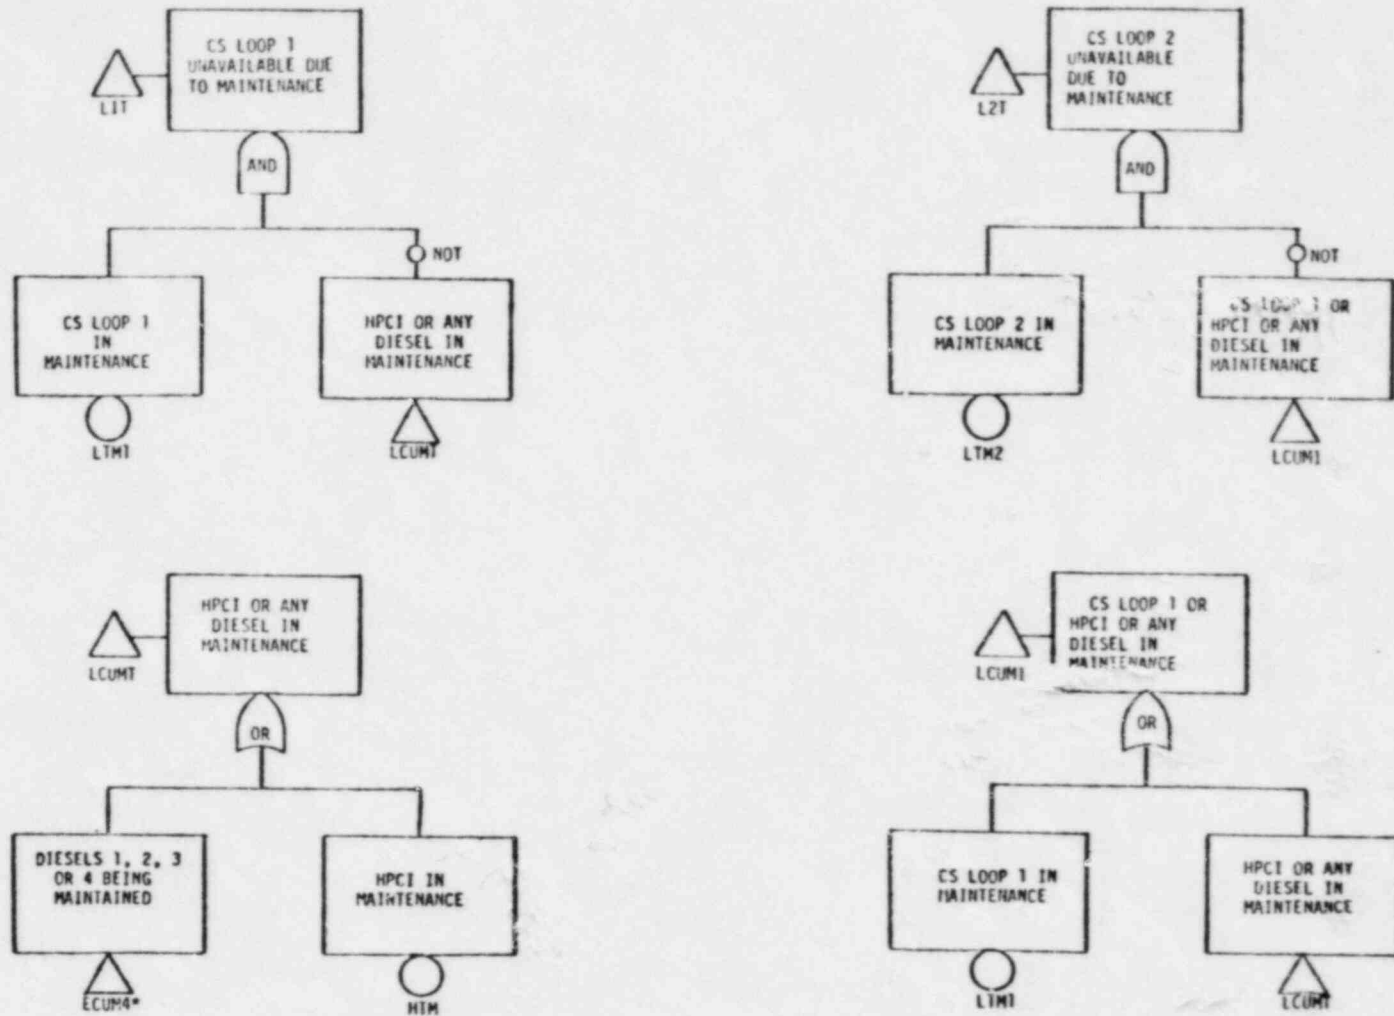 CS LOOP 1
UNAVAILABLE DUE
TO MAINTENANCE
L1T
AND
NOT
CS LOOP 1
IN
MAINTENANCE
LTM1
HPCI OR ANY
DIESEL IN
MAINTENANCE
LCUMT
CS LOOP 2
UNAVAILABLE
DUE TO
MAINTENANCE
L2T
AND
NOT
CS LOOP 2 IN
MAINTENANCE
LTM2
CS LOOP 1 OR
HPCI OR ANY
DIESEL IN
MAINTENANCE
LCUM1
HPCI OR ANY
DIESEL IN
MAINTENANCE
LCUMT
OR
DIESELS 1, 2, 3
OR 4 BEING
MAINTAINED
ECUM4*
HPCI IN
MAINTENANCE
HTM
CS LOOP 1 OR
HPCI OR ANY
DIESEL IN
MAINTENANCE
LCUM1
OR
CS LOOP 1 IN
MAINTENANCE
LTM1
HPCI OR ANY
DIESEL IN
MAINTENANCE
LCUMT